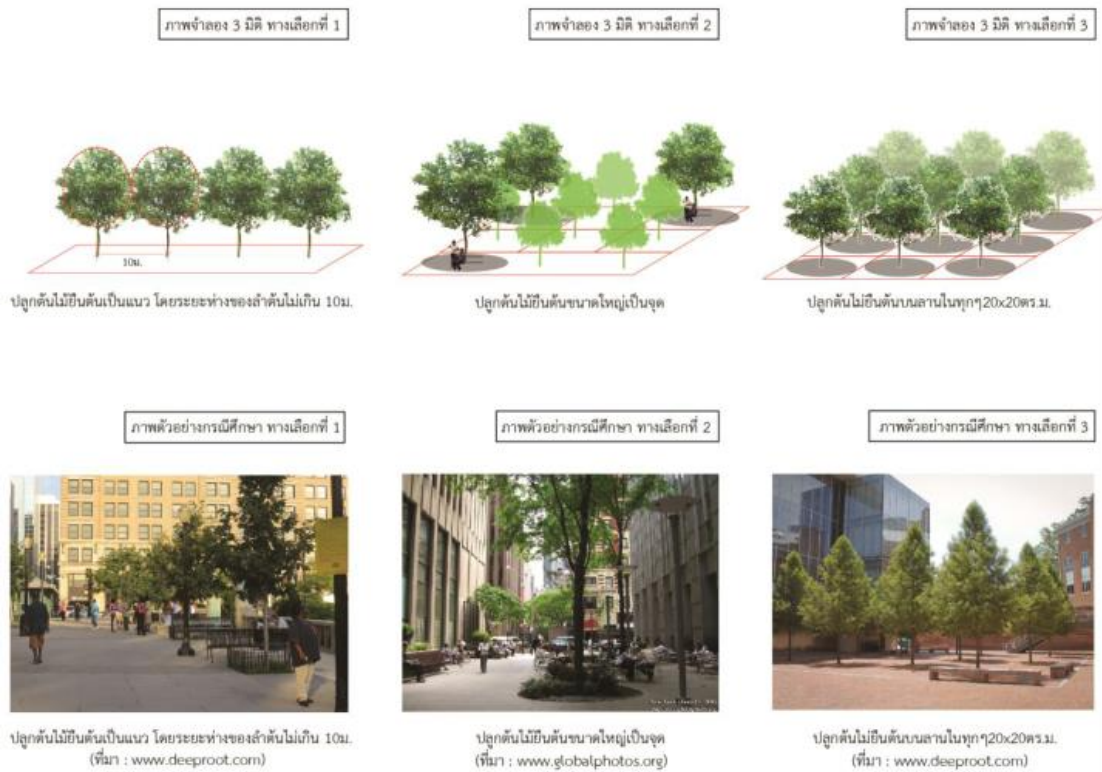 ภาพจำลอง 3 มิติ ทางเลือกที่ 1
ภาพจำลอง 3 มิติ ทางเลือกที่ 2
ภาพจำลอง 3 มิติ ทางเลือกที่ 3
10ม.
ปลูกต้นไม้ยืนต้นเป็นแนว โดยระยะห่างของลำต้นไม่เกิน 10ม.
ปลูกต้นไม้ยืนต้นขนาดใหญ่เป็นจุด
ปลูกต้นไม้ยืนต้นบนลานในทุกๆ20x20ตร.ม.
ภาพตัวอย่างกรณีศึกษา ทางเลือกที่ 1
ภาพตัวอย่างกรณีศึกษา ทางเลือกที่ 2
ภาพตัวอย่างกรณีศึกษา ทางเลือกที่ 3
ปลูกต้นไม้ยืนต้นเป็นแนว โดยระยะห่างของลำต้นไม่เกิน 10ม.
(ที่มา : www.deeproot.com)
ปลูกต้นไม้ยืนต้นขนาดใหญ่เป็นจุด
(ที่มา : www.globalphotos.org)
ปลูกต้นไม้ยืนต้นบนลานในทุกๆ20x20ตร.ม.
(ที่มา : www.deeproot.com)